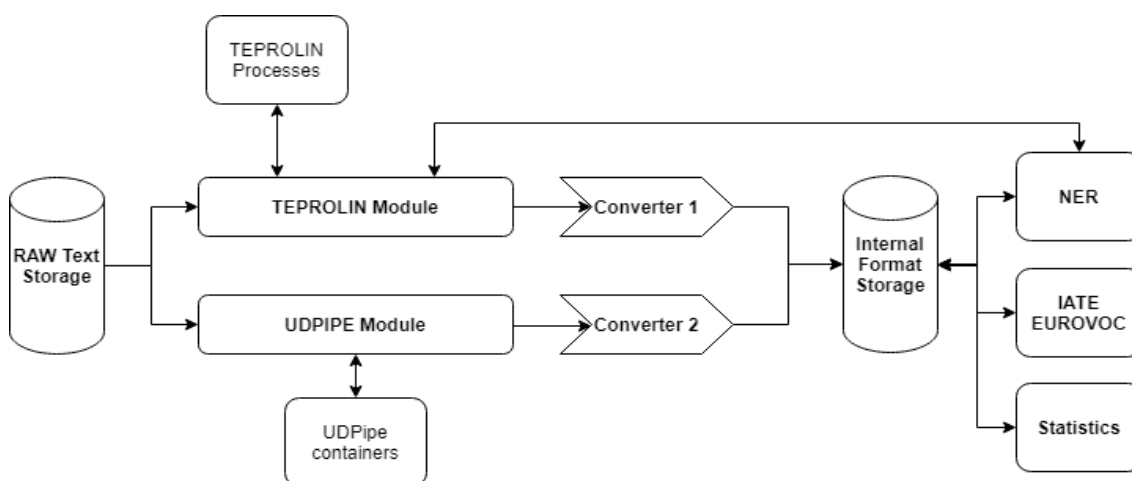 TEPROLIN
Processes
RAW Text
Storage
TEPROLIN Module
Converter 1
UDPIPE Module
Converter 2
UDPipe
containers
Internal
Format
Storage
NER
IATE
EUROVOC
Statistics